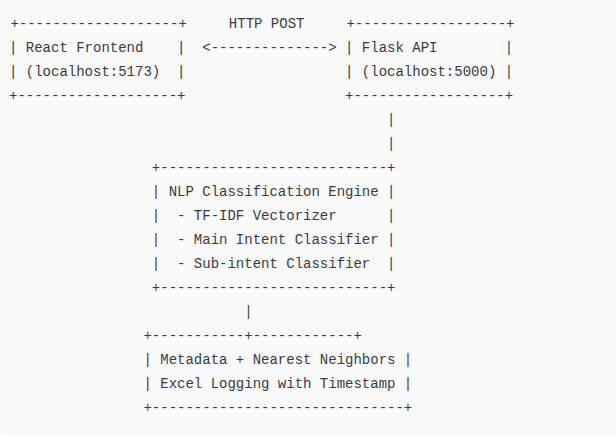 +-------------------+     HTTP POST     +------------------+
| React Frontend    |  <--------------> | Flask API        |
| (localhost:5173)  |                   | (localhost:5000) |
+-------------------+                   +------------------+
                                             |
                                             |
                 +---------------------------+
                 | NLP Classification Engine |
                 |  - TF-IDF Vectorizer      |
                 |  - Main Intent Classifier |
                 |  - Sub-intent Classifier  |
                 +---------------------------+
                            |
                +-----------+------------+
                | Metadata + Nearest Neighbors |
                | Excel Logging with Timestamp |
                +------------------------------+